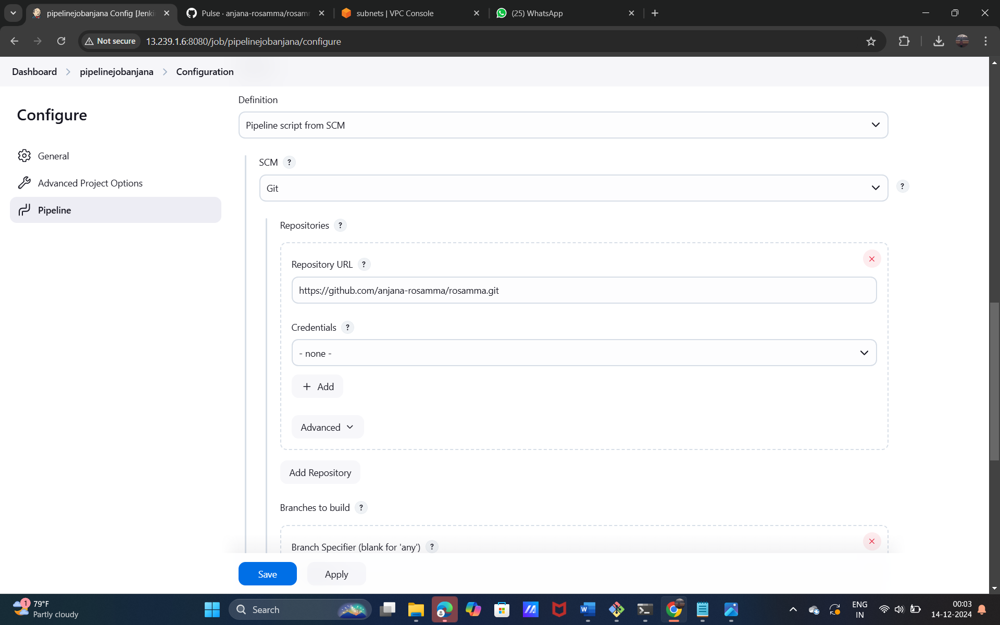 pipelinejobanjana Config [Jenki
Pulse · anjana-rosamma/rosam
subnets | VPC Console
(25) WhatsApp
Not secure
13.239.1.6:8080/job/pipelinejobanjana/configure
Dashboard
pipelinejobanjana
Configuration
Configure
General
Advanced Project Options
Pipeline
Definition
Pipeline script from SCM
SCM ?
Git
?
Repositories ?
Repository URL ?
https://github.com/anjana-rosamma/rosamma.git
Credentials ?
- none -
+ Add
Advanced
Add Repository
Branches to build ?
Branch Specifier (blank for 'any') ?
Save
Apply
1
79°F
Partly cloudy
Search
ENG
IN
00:03
14-12-2024